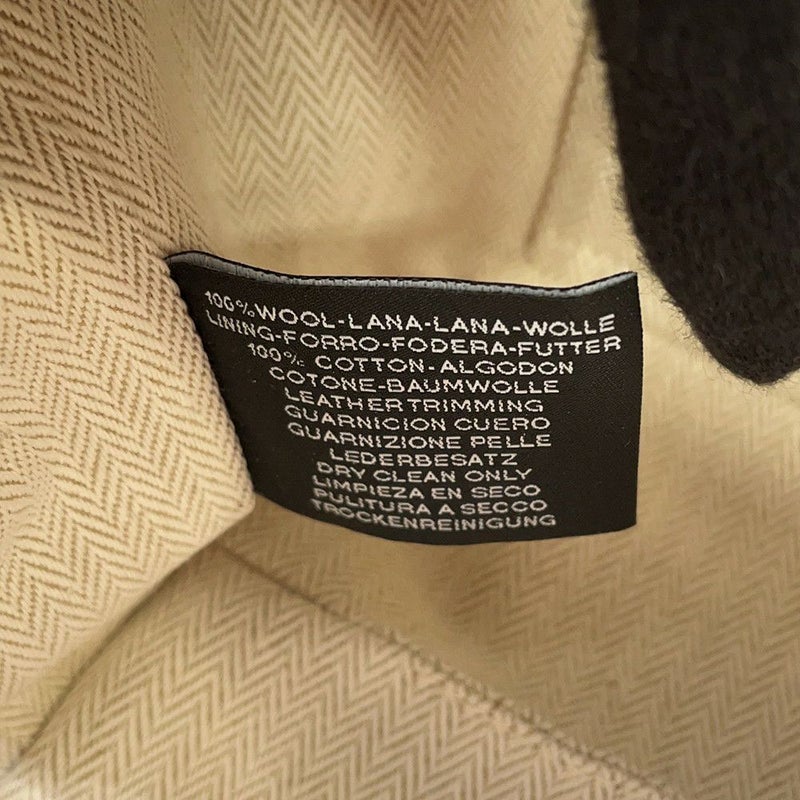 100% WOOL-LANA-LANA-WOLLE
LINING-FORRO-FODERA-FUTTER
100% COTTON-ALGODON
COTONE-BAUMWOLLE
LEATHER TRIMMING
GUARNICION CUERO
GUARNIZIONE PELLE
LEDERBESATZ
DRY CLEAN ONLY
LIMPIEZA EN SECO
PULITURA A SECCO
TROCKENREINIGUNG